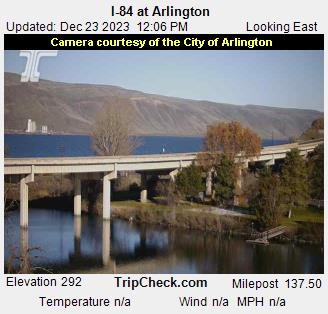 I-84 at Arlington
Updated: Dec 23 2023 12:06 PM Looking East
Camera courtesy of the City of Arlington
Elevation 292 TripCheck.com Milepost 137.50
Temperature n/a Wind n/a MPH n/a